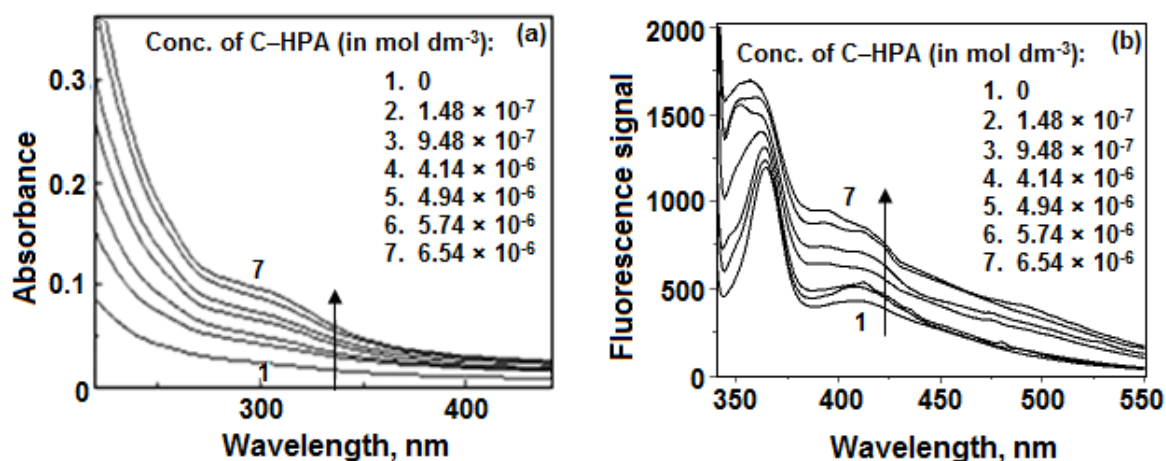 (a)
Conc. of C–HPA (in mol dm⁻³):
1. 0
2. 1.48 × 10⁻⁷
3. 9.48 × 10⁻⁷
4. 4.14 × 10⁻⁶
5. 4.94 × 10⁻⁶
6. 5.74 × 10⁻⁶
7. 6.54 × 10⁻⁶
7
1
Absorbance
0.3
0.2
0.1
0
300
400
Wavelength, nm
(b)
Conc. of C–HPA (in mol dm⁻³):
1. 0
2. 1.48 × 10⁻⁷
3. 9.48 × 10⁻⁷
4. 4.14 × 10⁻⁶
5. 4.94 × 10⁻⁶
6. 5.74 × 10⁻⁶
7. 6.54 × 10⁻⁶
7
1
Fluorescence signal
2000
1500
1000
500
0
350
400
450
500
550
Wavelength, nm